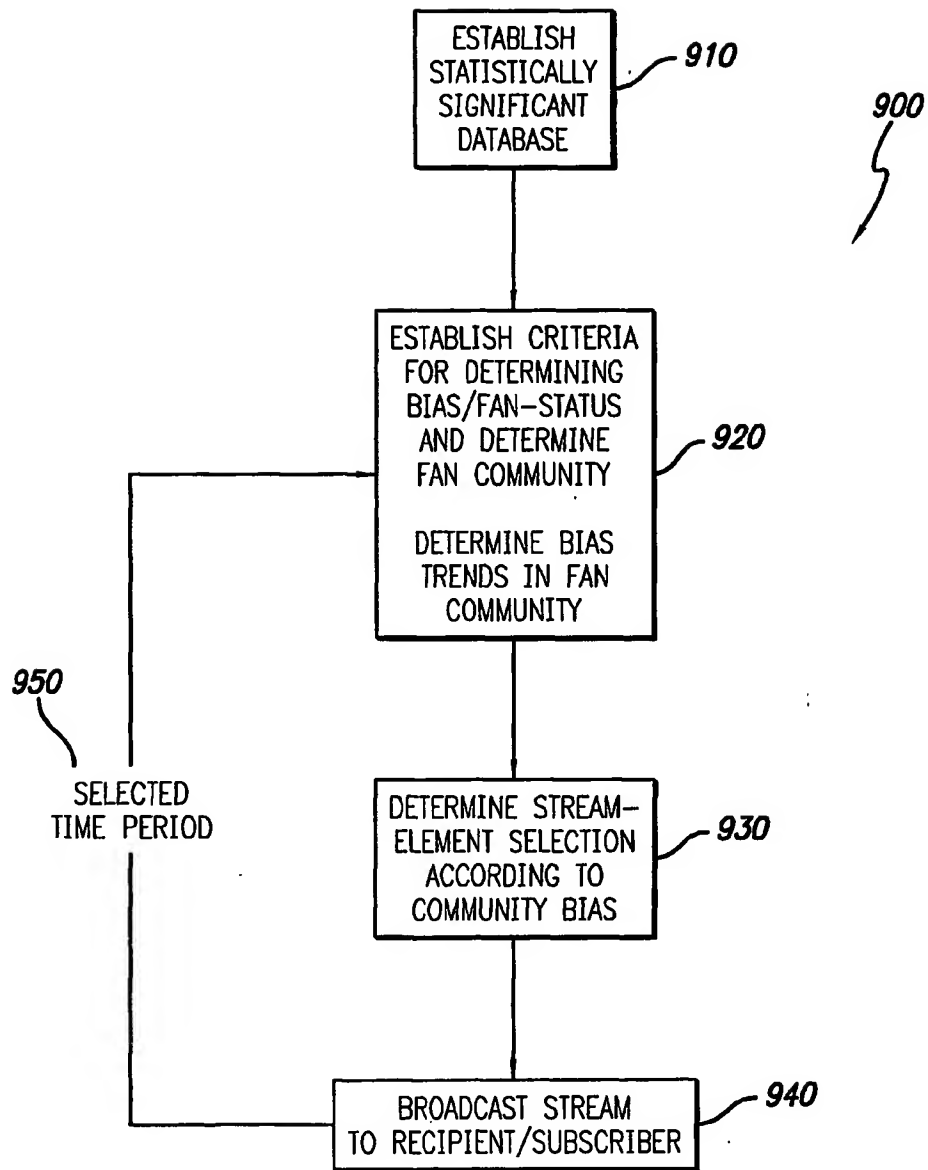 ESTABLISH
STATISTICALLY
SIGNIFICANT
DATABASE
910
900
ESTABLISH CRITERIA
FOR DETERMINING
BIAS/FAN-STATUS
AND DETERMINE
FAN COMMUNITY
DETERMINE BIAS
TRENDS IN FAN
COMMUNITY
920
950
SELECTED
TIME PERIOD
DETERMINE STREAM-
ELEMENT SELECTION
ACCORDING TO
COMMUNITY BIAS
930
BROADCAST STREAM
TO RECIPIENT/SUBSCRIBER
940